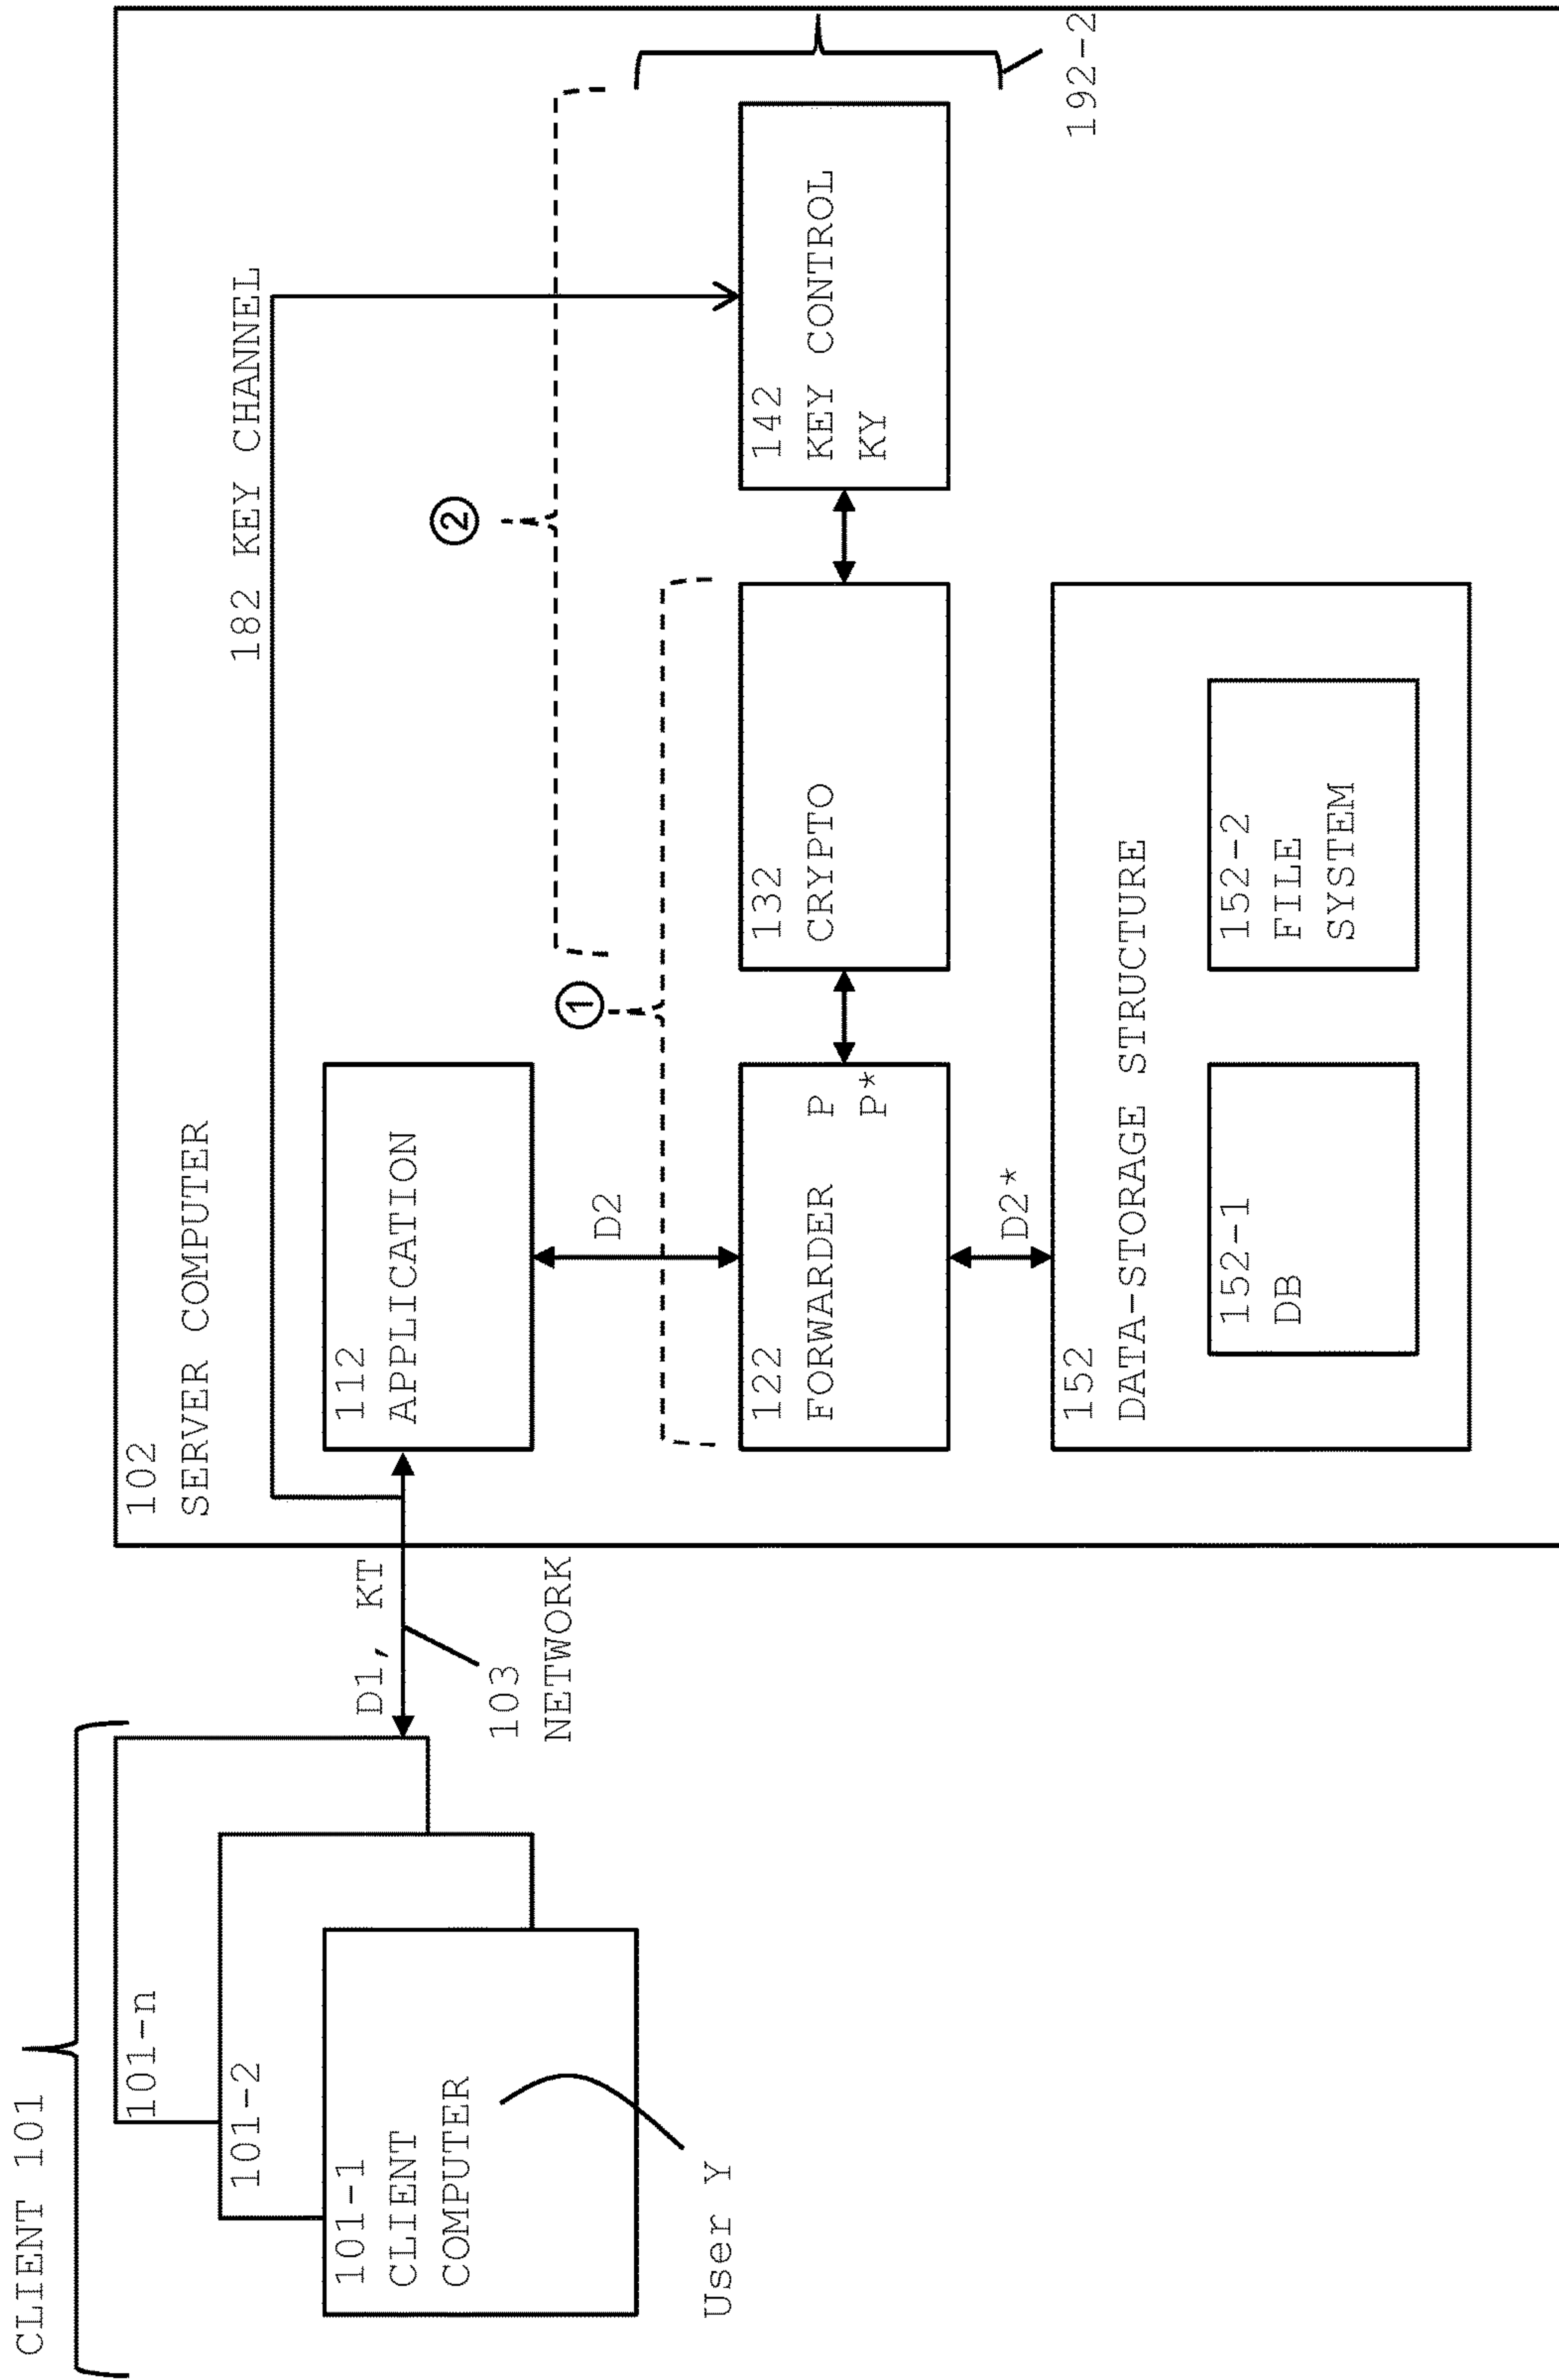 CLIENT 101
101-n
101-2
101-1
CLIENT
COMPUTER
User Y
D1, KT
103
NETWORK
102
SERVER COMPUTER
182 KEY CHANNEL
112
APPLICATION
D2
①
②
122
FORWARDER P
P*
132
CRYPTO
142
KEY CONTROL
KY
192-2
D2*
152
DATA-STORAGE STRUCTURE
152-1
DB
152-2
FILE
SYSTEM